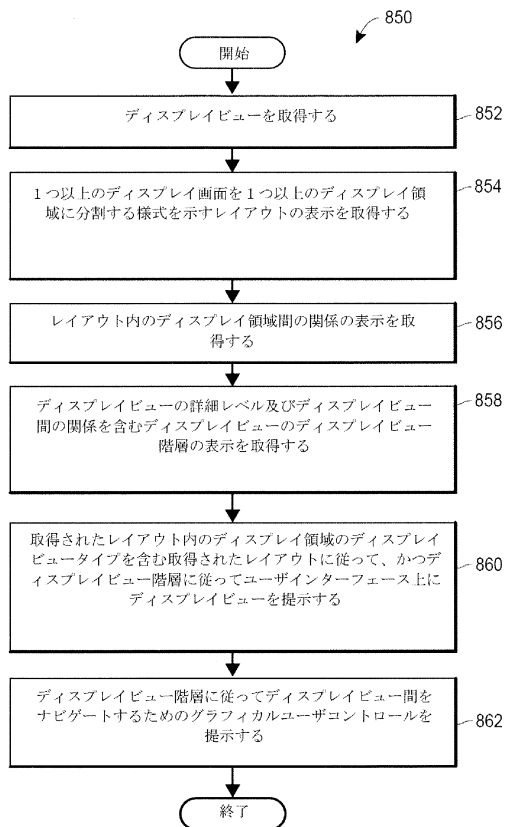 850
開始
ディスプレイビューを取得する
852
1つ以上のディスプレイ画面を1つ以上のディスプレイ領
域に分割する様式を示すレイアウトの表示を取得する
854
レイアウト内のディスプレイ領域間の関係の表示を取
得する
856
ディスプレイビューの詳細レベル及びディスプレイビュー
間の関係を含むディスプレイビューのディスプレイビュー
階層の表示を取得する
858
取得されたレイアウト内のディスプレイ領域のディスプレイ
ビュータイプを含む取得されたレイアウトに従って、かつデ
ィスプレイビュー階層に従ってユーザインターフェース上に
ディスプレイビューを提示する
860
ディスプレイビュー階層に従ってディスプレイビュー間を
ナビゲートするためのグラフィカルユーザコントロールを
提示する
862
終了